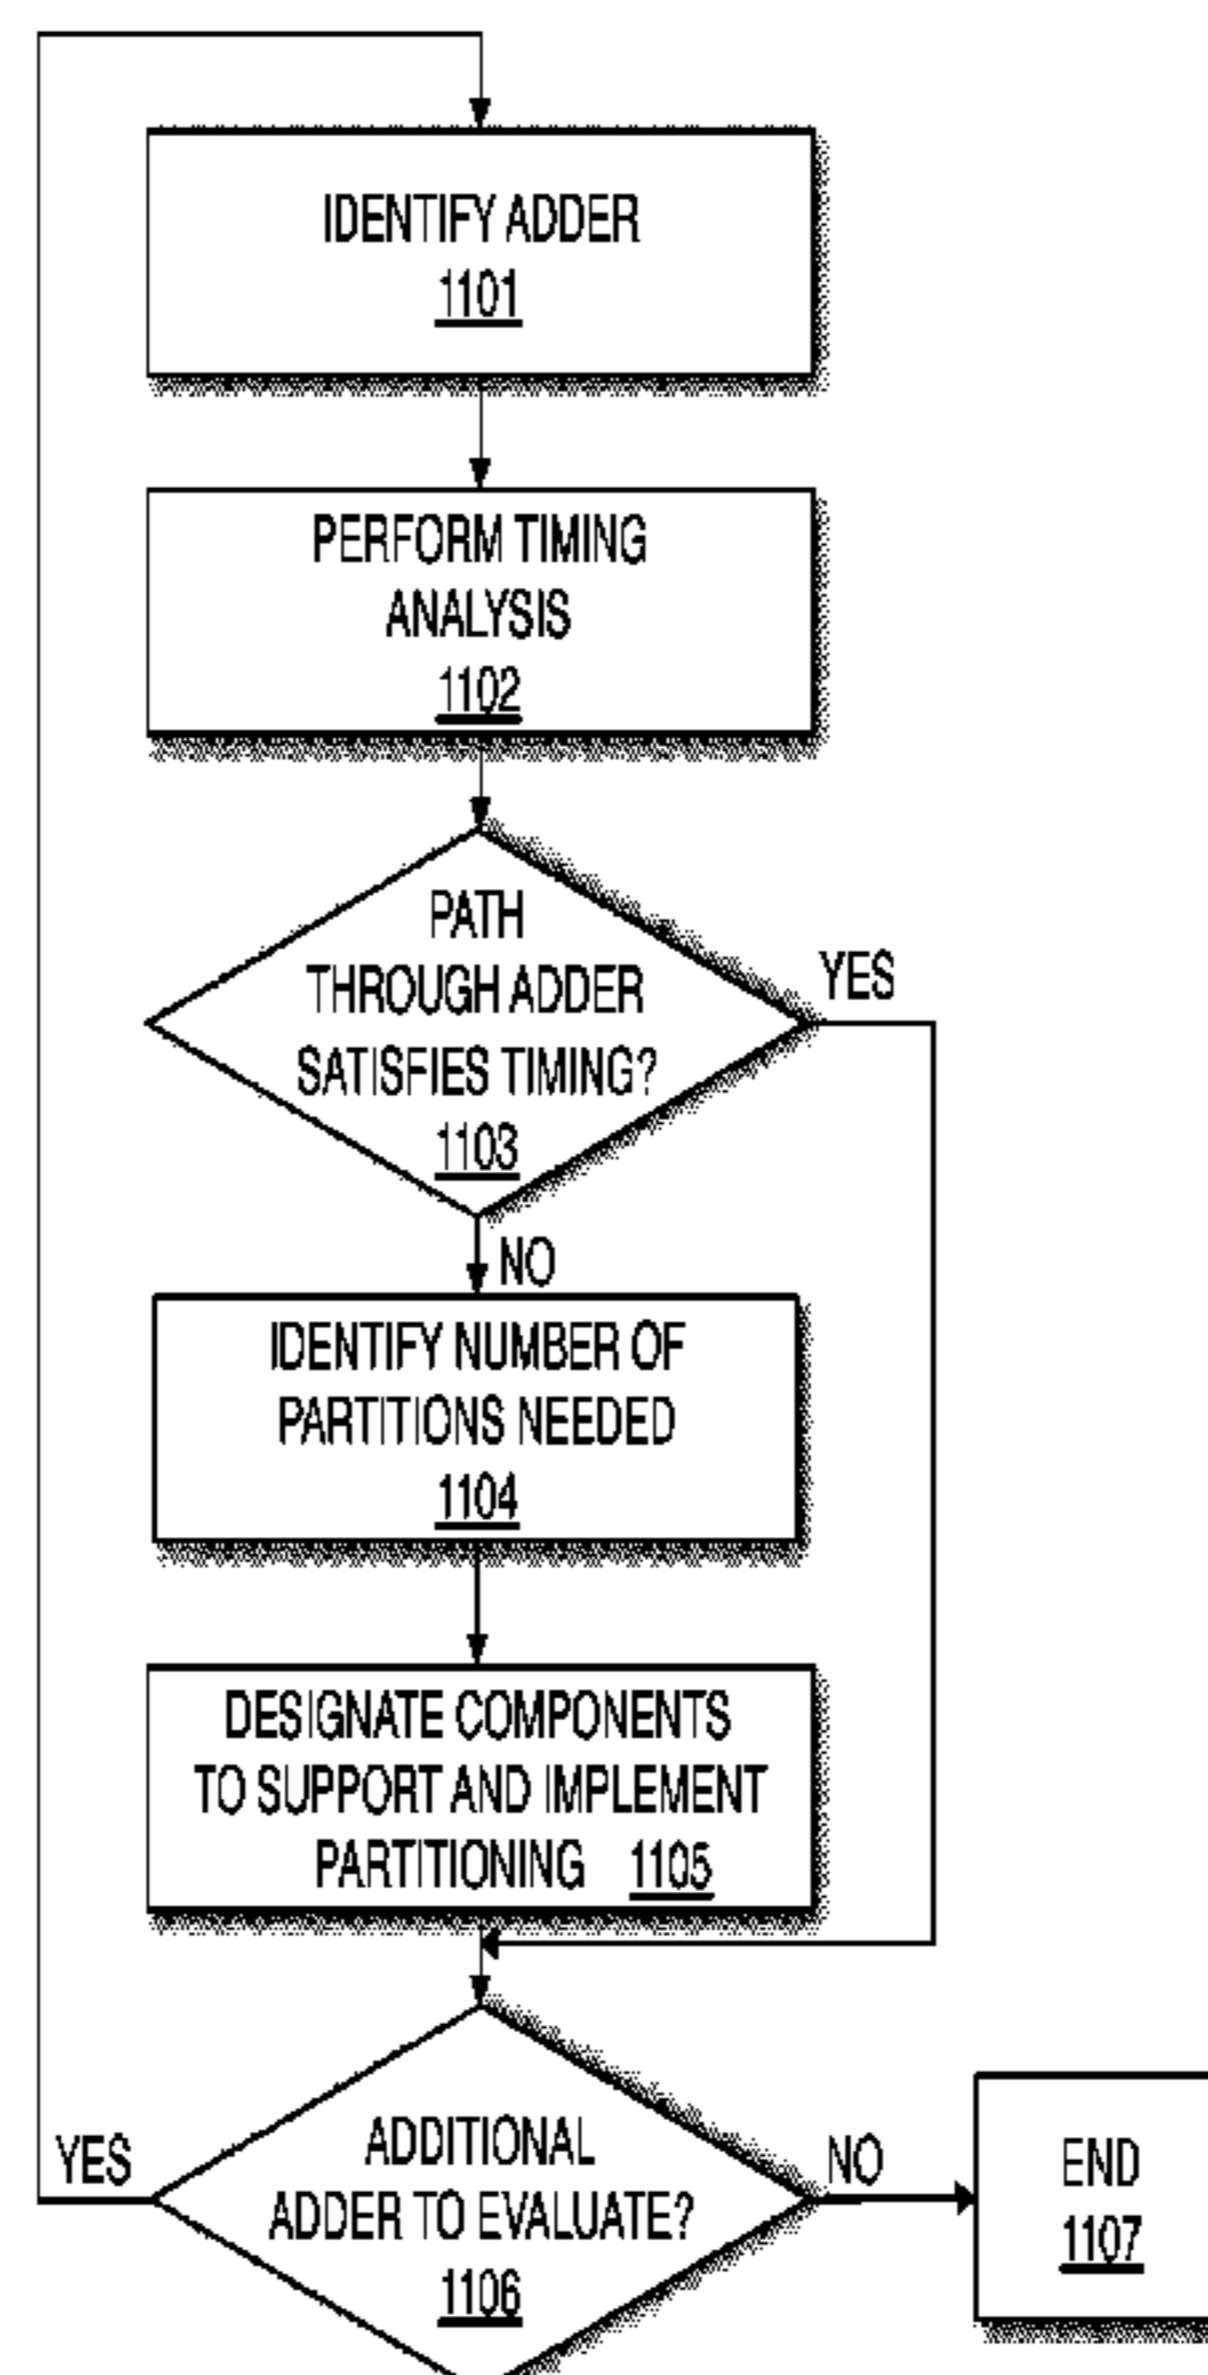 IDENTIFY ADDER
1101
PERFORM TIMING
ANALYSIS
1102
PATH
THROUGH ADDER
SATISFIES TIMING?
1103
YES
NO
IDENTIFY NUMBER OF
PARTITIONS NEEDED
1104
DESIGNATE COMPONENTS
TO SUPPORT AND IMPLEMENT
PARTITIONING 1105
YES
ADDITIONAL
ADDER TO EVALUATE?
1106
NO
END
1107